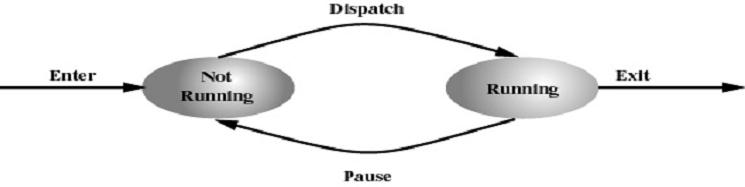 Dispatch
Enter
Not
Running
Running
Exit
Pause